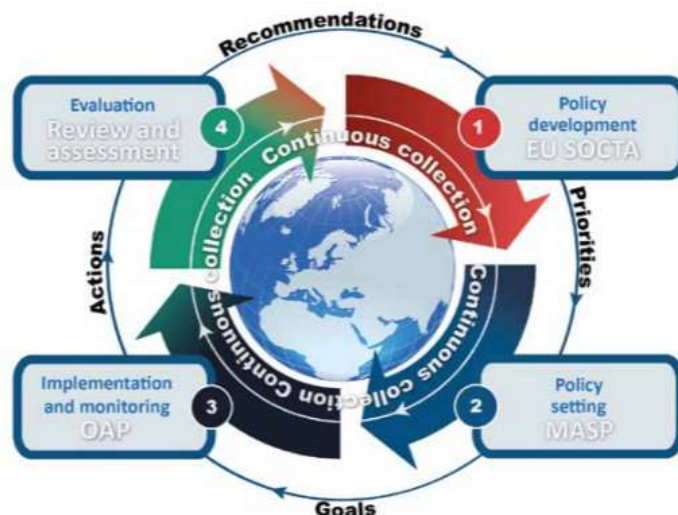 Recommendations
Evaluation
Review and
assessment
4
1
Policy
development
EU SOCTA
Continuous collection
Priorities
Continuous collection
Actions
Continuous collection
Implementation
and monitoring
OAP
3
2
Policy
setting
MASP
Goals